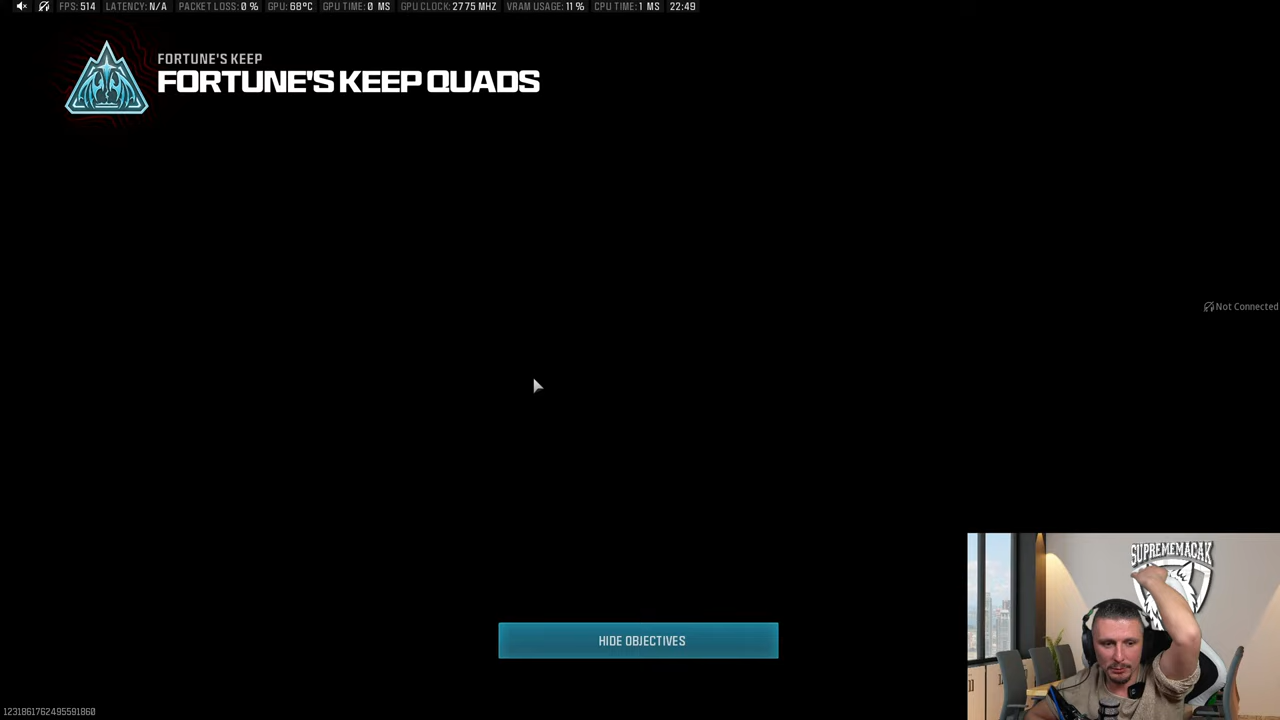 FPS: 514 LATENCY: N/A PACKET LOSS: 0 % GPU: 68°C GPU TIME: 0 MS GPU CLOCK: 2775 MHZ VRAM USAGE: 11 % CPU TIME: 1 MS 22:49
FORTUNE'S KEEP
FORTUNE'S KEEP QUADS
Not Connected
SUPREMEMACAK
HIDE OBJECTIVES
1231861762495591860